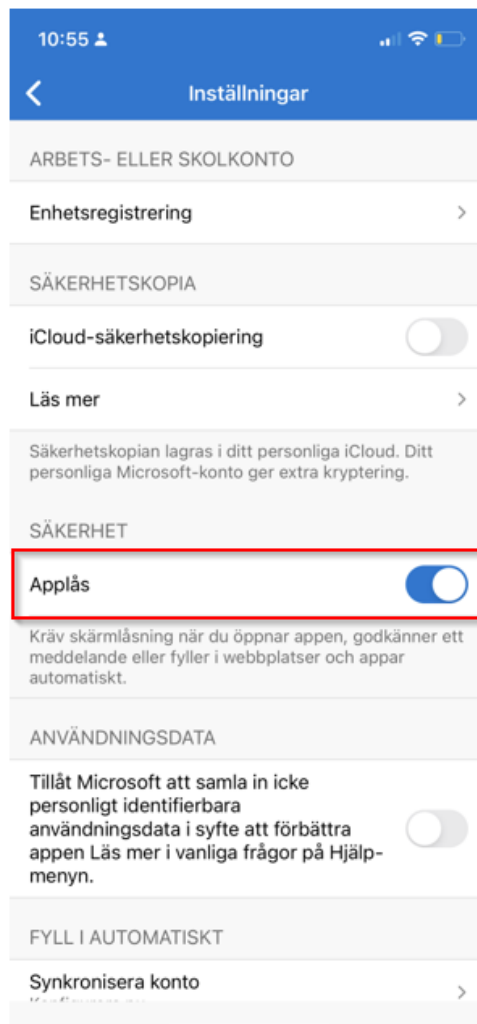 10:55
Inställningar
ARBETS- ELLER SKOLKONTO
Enhetsregistrering
SÄKERHETSKOPIA
iCloud-säkerhetskopiering
Läs mer
Säkerhetskopian lagras i ditt personliga iCloud. Ditt
personliga Microsoft-konto ger extra kryptering.
SÄKERHET
Applås
Kräv skärmlåsning när du öppnar appen, godkänner ett
meddelande eller fyller i webbplatser och appar
automatiskt.
ANVÄNDNINGSDATA
Tillåt Microsoft att samla in icke
personligt identifierbara
användningsdata i syfte att förbättra
appen Läs mer i vanliga frågor på Hjälp-
menyn.
FYLL I AUTOMATISKT
Synkronisera konto